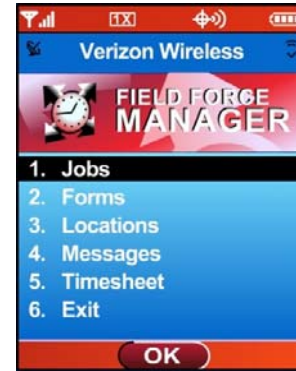 1X
Verizon Wireless
FIELD FORCE
MANAGER
1. Jobs
2. Forms
3. Locations
4. Messages
5. Timesheet
6. Exit
OK